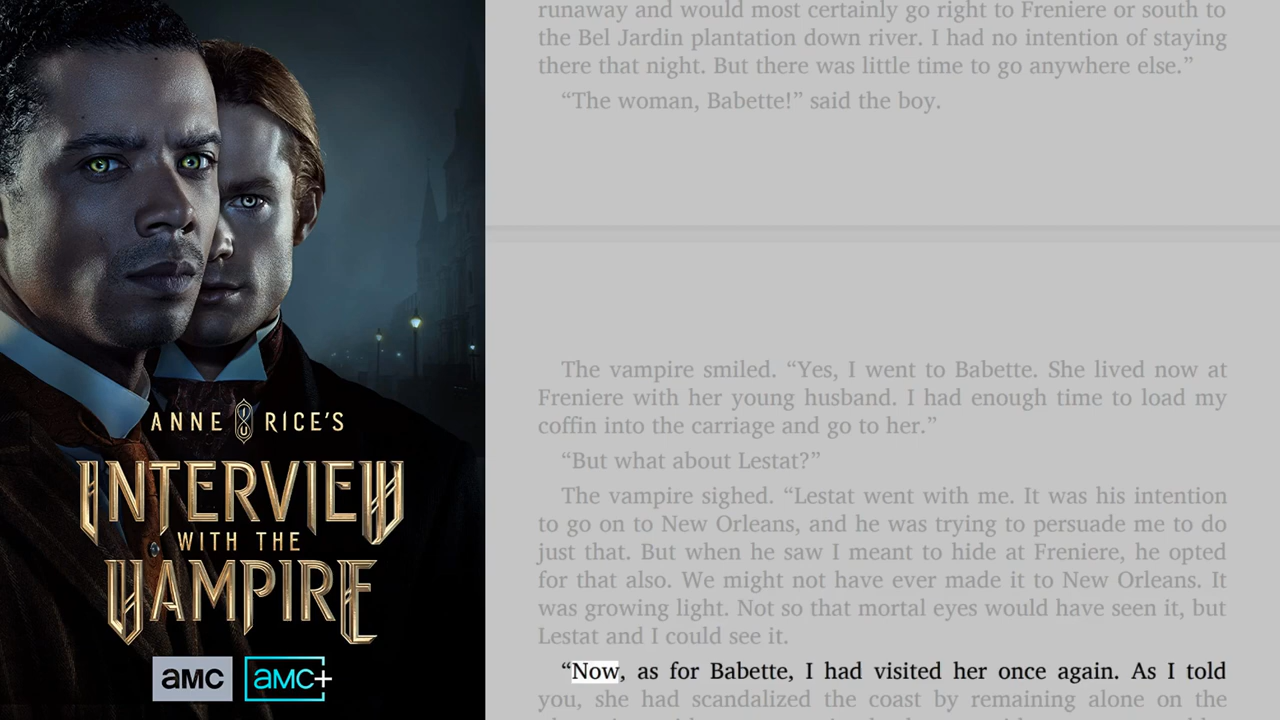 ANNE RICE'S
INTERVIEW
WITH THE
VAMPIRE
aMC
aMC+
runaway and would most certainly go right to Freniere or south to
the Bel Jardin plantation down river. I had no intention of staying
there that night. But there was little time to go anywhere else.”
“The woman, Babette!” said the boy.
The vampire smiled. “Yes, I went to Babette. She lived now at
Freniere with her young husband. I had enough time to load my
coffin into the carriage and go to her.”
“But what about Lestat?”
The vampire sighed. “Lestat went with me. It was his intention
to go on to New Orleans, and he was trying to persuade me to do
just that. But when he saw I meant to hide at Freniere, he opted
for that also. We might not have ever made it to New Orleans. It
was growing light. Not so that mortal eyes would have seen it, but
Lestat and I could see it.
“Now, as for Babette, I had visited her once again. As I told
you, she had scandalized the coast by remaining alone on the